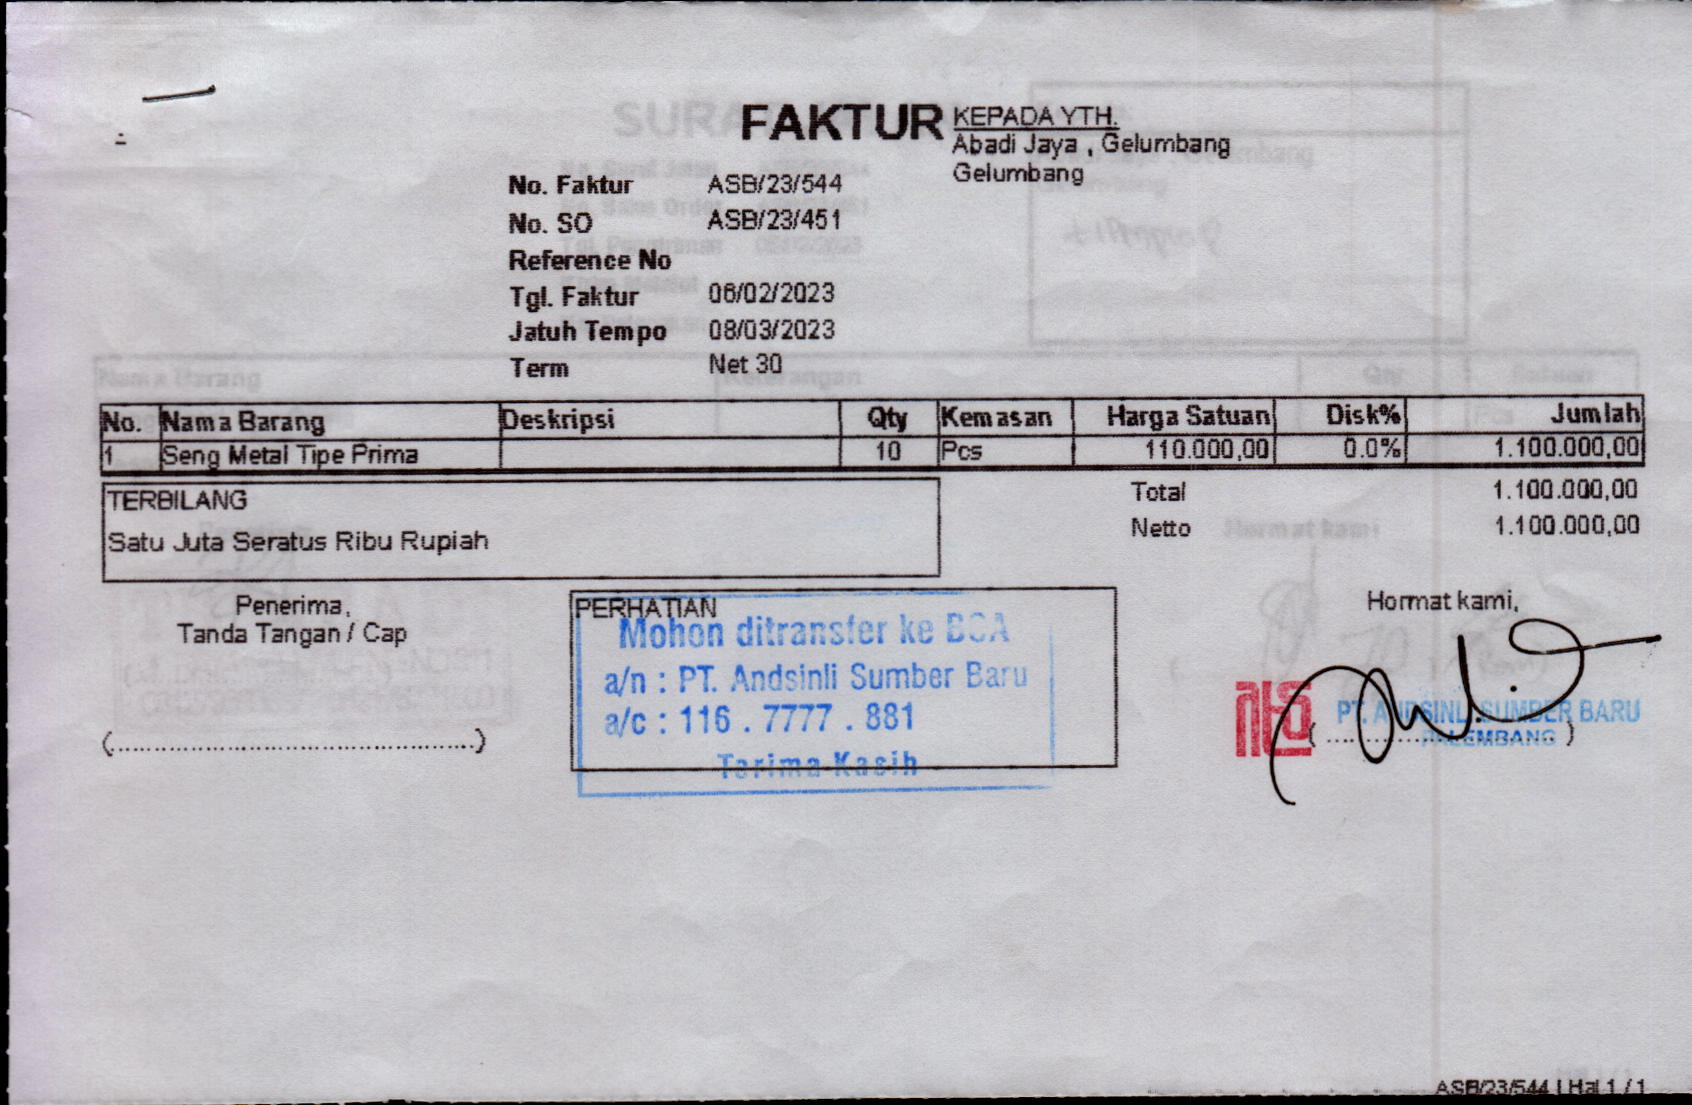 FAKTUR
KEPADA YTH.
Abadi Jaya , Gelumbang
Gelumbang
No. Faktur ASB/23/544
No. SO ASB/23/451
Reference No
Tgl. Faktur 06/02/2023
Jatuh Tempo 08/03/2023
Term Net 30
No. Nama Barang Deskripsi Qty Kemasan Harga Satuan Disk% Jumlah
1 Seng Metal Tipe Prima 10 Pcs 110.000,00 0.0% 1.100.000,00
TERBILANG
Satu Juta Seratus Ribu Rupiah
Total 1.100.000,00
Netto 1.100.000,00
Penerima,
Tanda Tangan / Cap
(...............................................)
PERHATIAN
Mohon ditransfer ke BCA
a/n : PT. Andsinli Sumber Baru
a/c : 116 . 7777 . 881
Terima Kasih
Hormat kami,
PT. ANDSINLI SUMBER BARU
PALEMBANG
ASB/23/544 | Hal 1 / 1